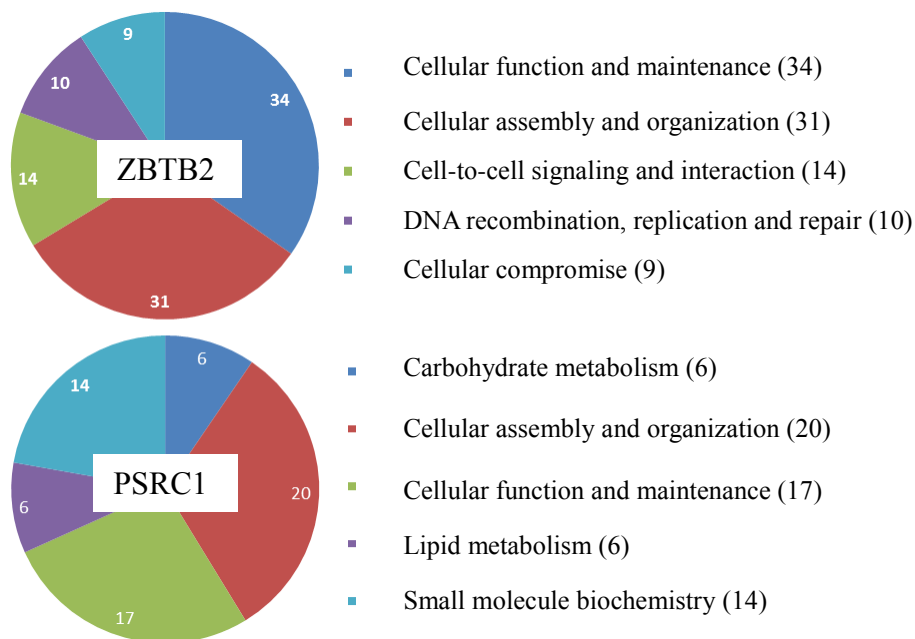 9
10
34
14
31
ZBTB2
Cellular function and maintenance (34)
Cellular assembly and organization (31)
Cell-to-cell signaling and interaction (14)
DNA recombination, replication and repair (10)
Cellular compromise (9)
6
14
20
6
17
PSRC1
Carbohydrate metabolism (6)
Cellular assembly and organization (20)
Cellular function and maintenance (17)
Lipid metabolism (6)
Small molecule biochemistry (14)